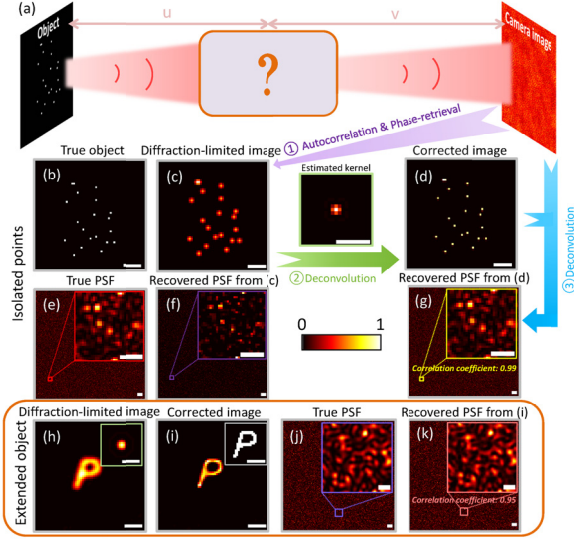 (a)
Object
u
v
?
Camera image
① Autocorrelation & Phase-retrieval
True object
Diffraction-limited image
Estimated kernel
Corrected image
(b)
(c)
(d)
② Deconvolution
③ Deconvolution
Isolated points
True PSF
Recovered PSF from (c)
Recovered PSF from (d)
(e)
(f)
(g)
0
1
Correlation coefficient: 0.99
Diffraction-limited image
Corrected image
True PSF
Recovered PSF from (i)
(h)
(i)
(j)
(k)
Extended object
Correlation coefficient: 0.95